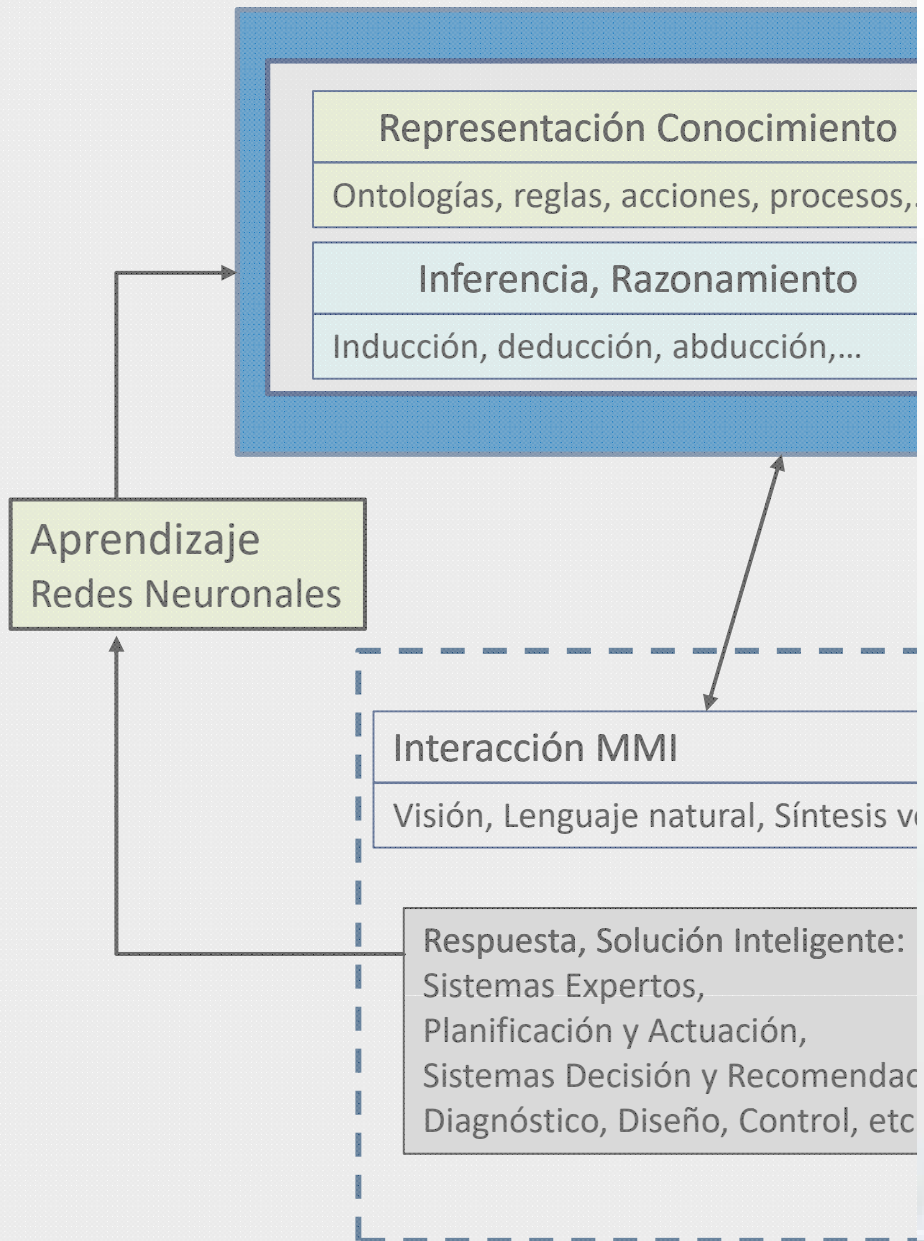 Representación Conocimiento
Ontologías, reglas, acciones, procesos,.
Inferencia, Razonamiento
Inducción, deducción, abducción,...
Aprendizaje
Redes Neuronales
Interacción MMI
Visión, Lenguaje natural, Síntesis
Respuesta, Solución Inteligente:
Sistemas Expertos,
Planificación y Actuación,
Sistemas Decisión y Recomendac
Diagnóstico, Diseño, Control, etc